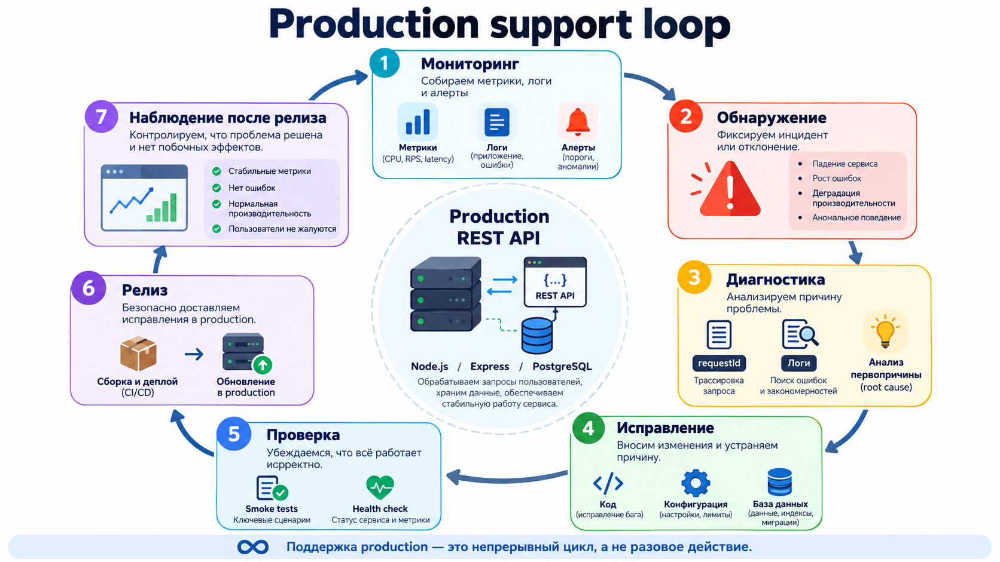 Production support loop
1
Мониторинг
Собираем метрики, логи
и алерты
Метрики
(CPU, RPS, latency)
Логи
(приложение,
ошибки)
Алерты
(пороги,
аномалии)
2
Обнаружение
Фиксируем инцидент
или отклонение.
Падение сервиса
Рост ошибок
Деградация
производительности
Аномальное поведение
3
Диагностика
Анализируем причину
проблемы.
requestId
Трассировка
запроса
Логи
Поиск ошибок
и закономерностей
Анализ
первопричины
(root cause)
4
Исправление
Вносим изменения и устраняем
причину.
Код
(исправление бага)
Конфигурация
(настройки, лимиты)
База данных
(данные, индексы,
миграции)
5
Проверка
Убеждаемся, что всё работает
исрректно.
Smoke tests
Ключевые сценарии
Health check
Статус сервиса и метрики
6
Релиз
Безопасно доставляем
исправления в production.
Сборка и деплой
(CI/CD)
Обновление
в production
7
Наблюдение после релиза
Контролируем, что проблема решена
и нет побочных эффектов.
Стабильные метрики
Нет ошибок
Нормальная
производительность
Пользователи не жалуются
Production
REST API
{...}
REST API
Node.js / Express / PostgreSQL
Обрабатываем запросы пользователей,
храним данные, обеспечиваем
стабильную работу сервиса.
Поддержка production — это непрерывный цикл, а не разовое действие.